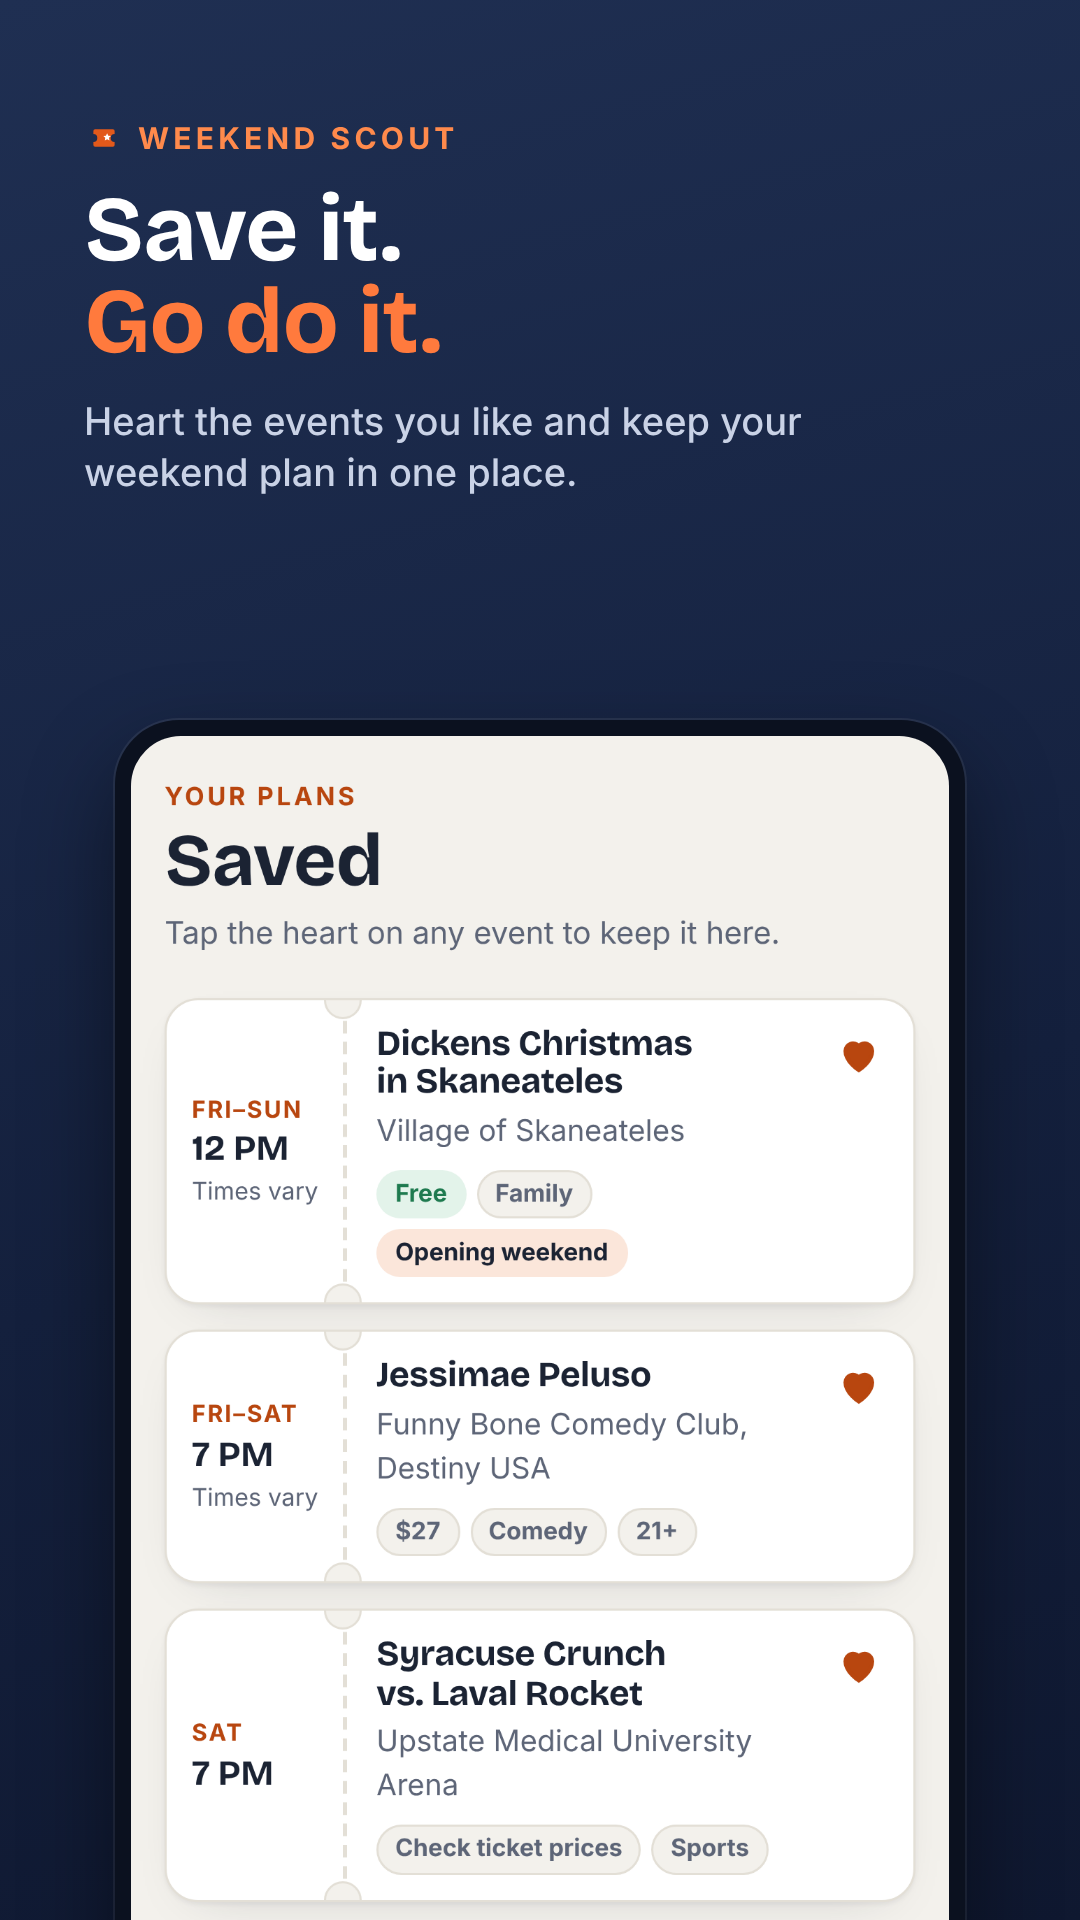 WEEKEND SCOUT
Save it.
Go do it.
Heart the events you like and keep your
weekend plan in one place.
YOUR PLANS
Saved
Tap the heart on any event to keep it here.
FRI–SUN
12 PM
Times vary
Dickens Christmas
in Skaneateles
Village of Skaneateles
Free Family
Opening weekend
FRI–SAT
7 PM
Times vary
Jessimae Peluso
Funny Bone Comedy Club,
Destiny USA
$27 Comedy 21+
SAT
7 PM
Syracuse Crunch
vs. Laval Rocket
Upstate Medical University
Arena
Check ticket prices Sports